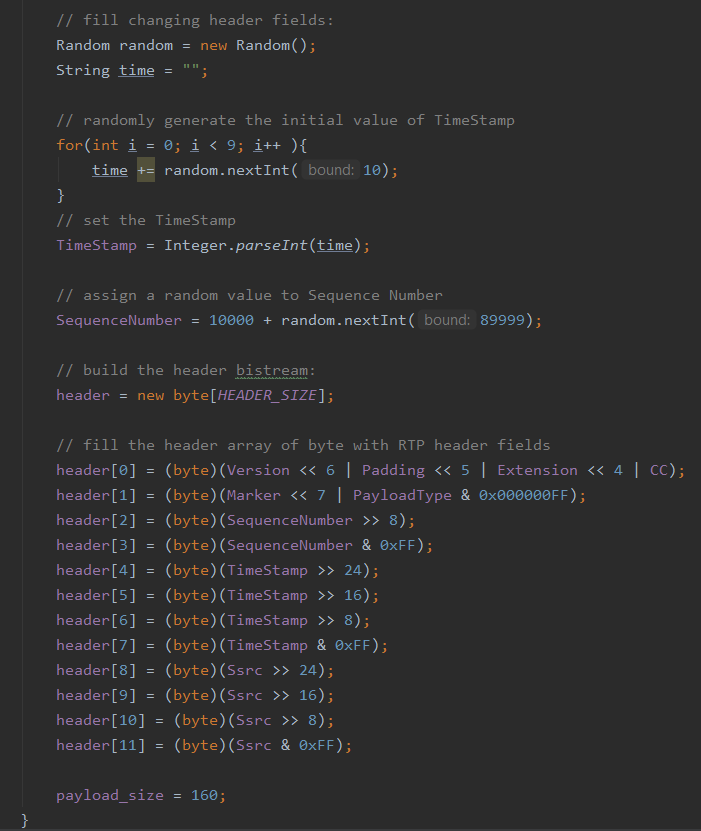 // fill changing header fields:
Random random = new Random();
String time = "";
// randomly generate the initial value of TimeStamp
for(int i = 0; i < 9; i++ ){
time += random.nextInt( bound: 10);
}
// set the TimeStamp
TimeStamp = Integer.parseInt(time);
// assign a random value to Sequence Number
SequenceNumber = 10000 + random.nextInt( bound: 89999);
// build the header bistream:
header = new byte[HEADER_SIZE];
// fill the header array of byte with RTP header fields
header[0] = (byte)(Version << 6 | Padding << 5 | Extension << 4 | CC);
header[1] = (byte)(Marker << 7 | PayloadType & 0x000000FF);
header[2] = (byte)(SequenceNumber >> 8);
header[3] = (byte)(SequenceNumber & 0xFF);
header[4] = (byte)(TimeStamp >> 24);
header[5] = (byte)(TimeStamp >> 16);
header[6] = (byte)(TimeStamp >> 8);
header[7] = (byte)(TimeStamp & 0xFF);
header[8] = (byte)(Ssrc >> 24);
header[9] = (byte)(Ssrc >> 16);
header[10] = (byte)(Ssrc >> 8);
header[11] = (byte)(Ssrc & 0xFF);
payload_size = 160;
}